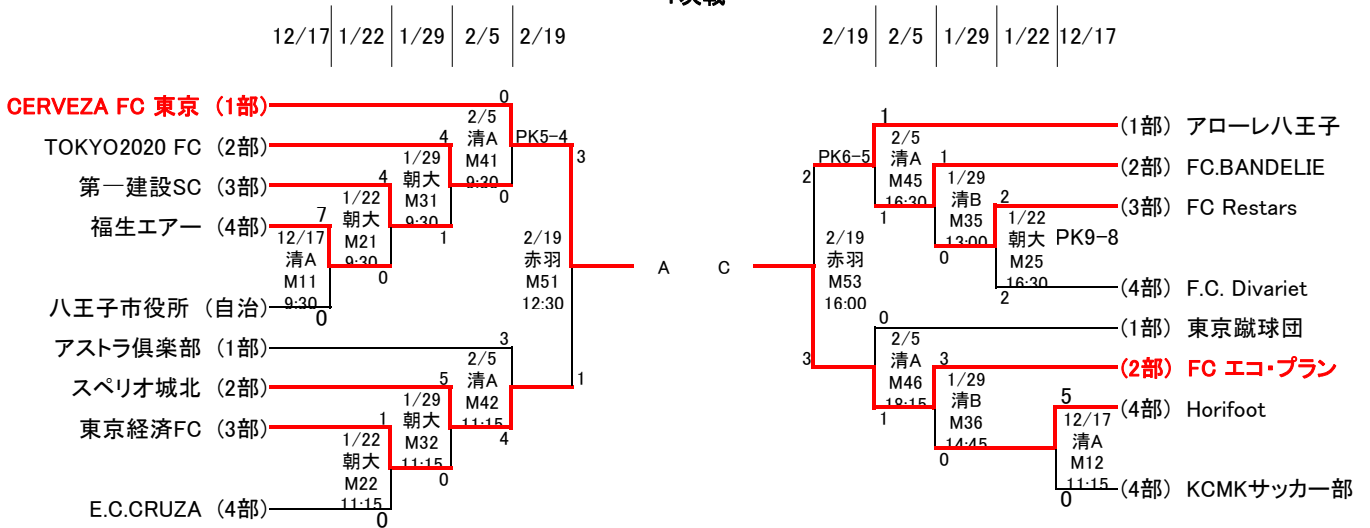 12/17 1/22 1/29 2/5 2/19
2/19 2/5 1/29 1/22 12/17
CERVEZA FC 東京 (1部)
TOKYO2020 FC (2部)
第一建設SC (3部)
福生エアー (4部)
八王子市役所 (自治)
アストラ倶楽部 (1部)
スペリオ城北 (2部)
東京経済FC (3部)
E.C.CRUZA (4部)
7
12/17
清A
M11
9:30
0
4
1/22
朝大
M21
9:30
0
4
1/29
朝大
M31
9:30
1
0
2/5
清A
M41
9:30
0
PK5-4
3
2/19
赤羽
M51
12:30
1
A
3
2/5
清A
M42
11:15
4
5
1/29
朝大
M32
11:15
0
1
1/22
朝大
M22
11:15
0
C
2
2/19
赤羽
M53
16:00
3
PK6-5
1
2/5
清A
M45
16:30
1
1
1/29
清B
M35
13:00
0
2
1/22
朝大
M25
16:30
2
PK9-8
0
2/5
清A
M46
18:15
1
3
1/29
清B
M36
14:45
0
5
12/17
清A
M12
11:15
0
(1部) アローレ八王子
(2部) FC.BANDELIE
(3部) FC Restars
(4部) F.C. Divariet
(1部) 東京蹴球団
(2部) FC エコ・プラン
(4部) Horifoot
(4部) KCMKサッカー部